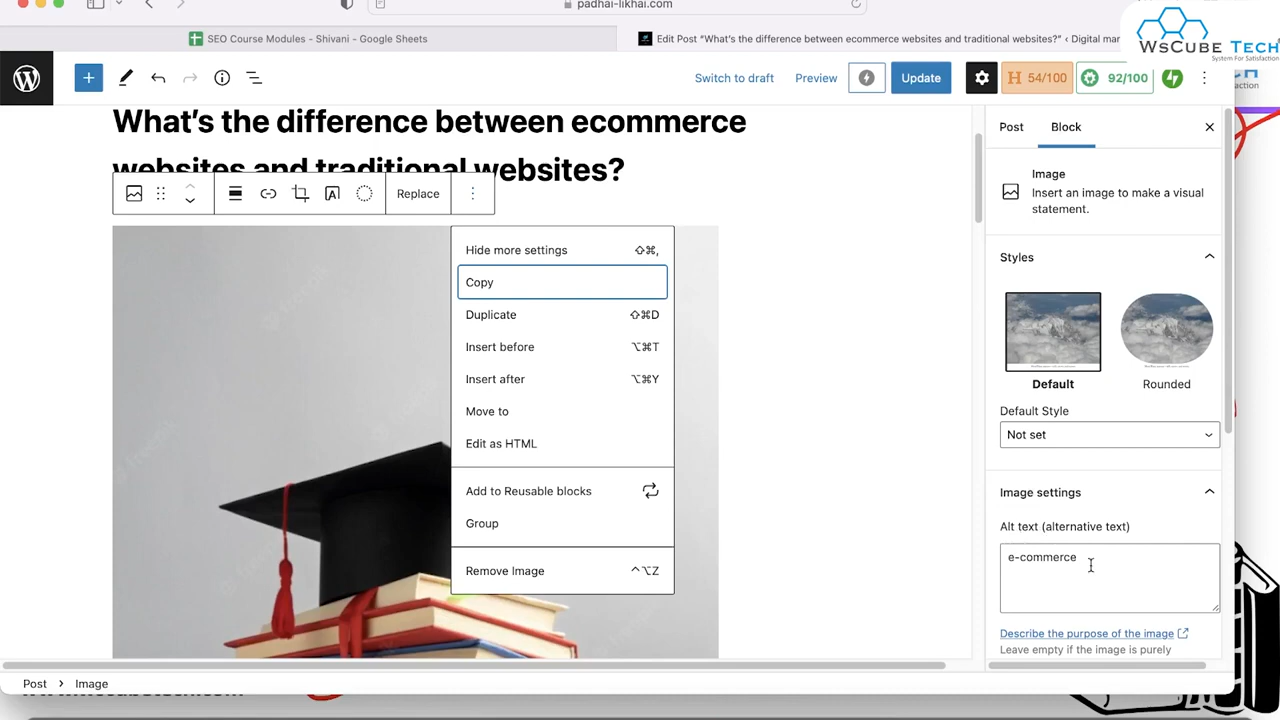 padhai-likhai.com
SEO Course Modules - Shivani - Google Sheets
Edit Post “What's the difference between ecommerce websites and traditional websites?” ‹ Digital mar
WsCube Tech
System For Satisfaction
Switch to draft
Preview
Update
54/100
92/100
What's the difference between ecommerce
websites and traditional websites?
Replace
Hide more settings ⇧⌘,
Copy
Duplicate ⇧⌘D
Insert before ⌥⌘T
Insert after ⌥⌘Y
Move to
Edit as HTML
Add to Reusable blocks
Group
Remove Image ⌃⌥Z
Post
Block
Image
Insert an image to make a visual
statement.
Styles
Default
Rounded
Default Style
Not set
Image settings
Alt text (alternative text)
e-commerce
Describe the purpose of the image
Leave empty if the image is purely
Post > Image